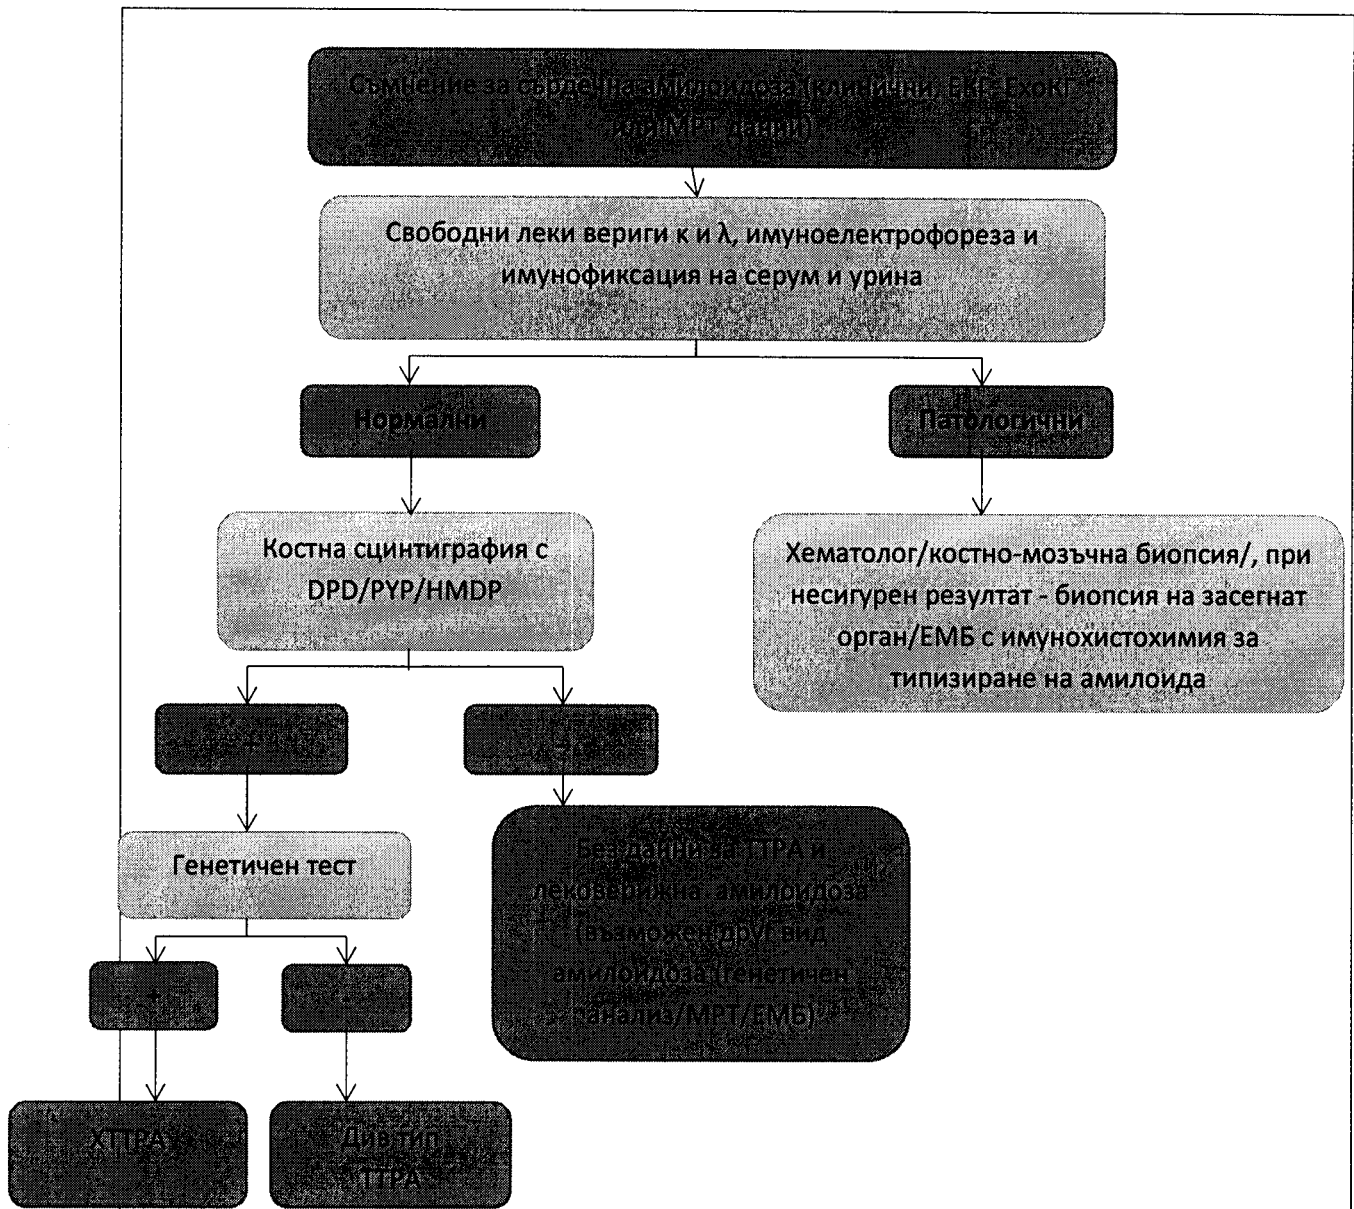 Съмнение за сърдечна амилоидоза (клинични, ЕКГ, ЕхоКГ
или МРТ данни)
Свободни леки вериги κ и λ, имуноелектрофореза и
имунофиксация на серум и урина
Нормални
Патологични
Костна сцинтиграфия с
DPD/PYP/HMDP
Хематолог/костно-мозъчна биопсия/, при
несигурен резултат - биопсия на засегнат
орган/ЕМБ с имунохистохимия за
типизиране на амилоида
+
-
Генетичен тест
Без данни за ТТРА и
лековерижна амилоидоза
(възможен друг вид
амилоидоза (генетичен
анализ/МРТ/ЕМБ)
+
-
ХТТРА
Див тип
ТТРА